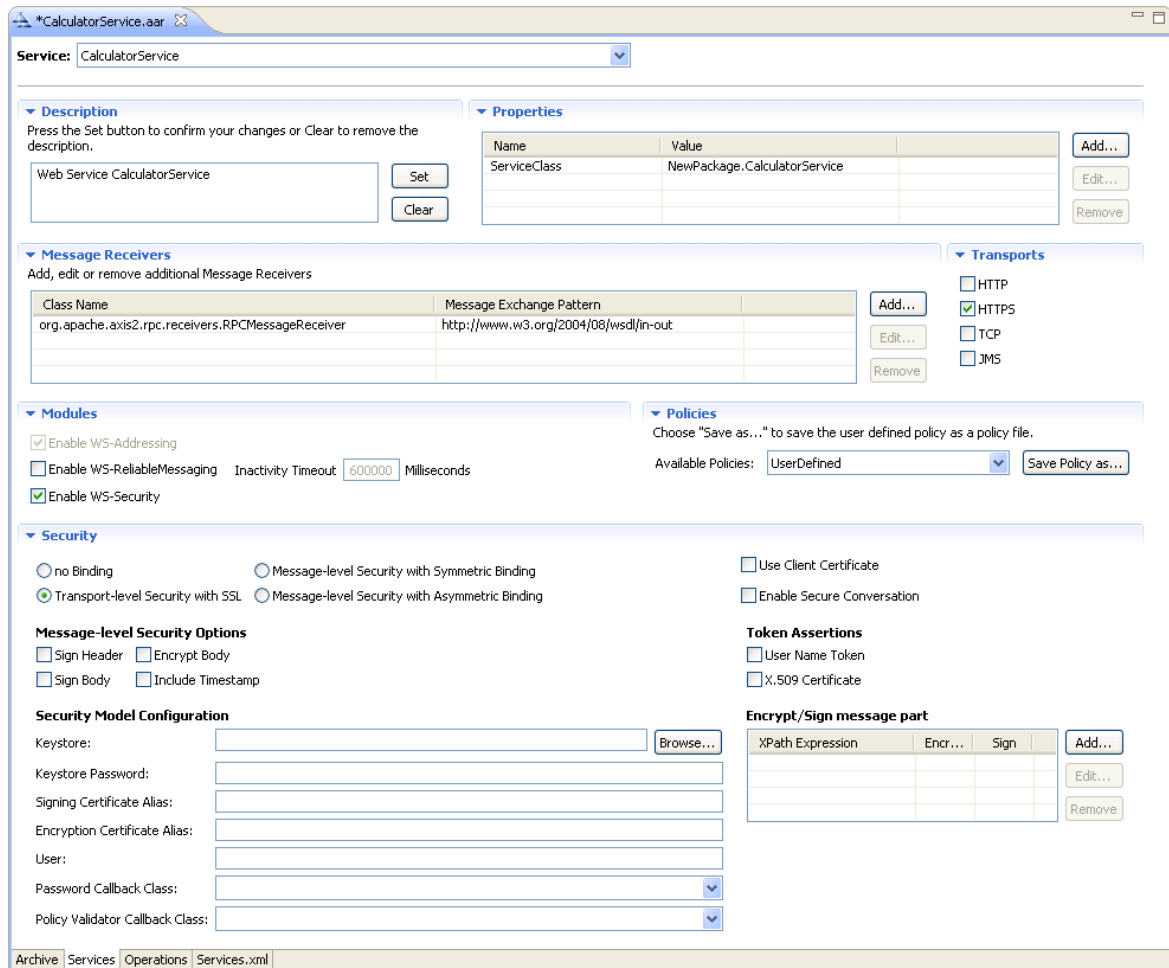 *CalculatorService.aar
Service: CalculatorService
Description
Press the Set button to confirm your changes or Clear to remove the
description.
Web Service CalculatorService
Set
Clear
Properties
Name Value
ServiceClass NewPackage.CalculatorService
Add...
Edit...
Remove
Message Receivers
Add, edit or remove additional Message Receivers
Class Name Message Exchange Pattern
org.apache.axis2.rpc.receivers.RPCMessageReceiver http://www.w3.org/2004/08/wsdl/in-out
Add...
Edit...
Remove
Transports
HTTP
HTTPS
TCP
JMS
Modules
Enable WS-Addressing
Enable WS-ReliableMessaging Inactivity Timeout 600000 Milliseconds
Enable WS-Security
Policies
Choose "Save as..." to save the user defined policy as a policy file.
Available Policies: UserDefined Save Policy as...
Security
no Binding Message-level Security with Symmetric Binding
Transport-level Security with SSL Message-level Security with Asymmetric Binding
Use Client Certificate
Enable Secure Conversation
Message-level Security Options
Sign Header Encrypt Body
Sign Body Include Timestamp
Token Assertions
User Name Token
X.509 Certificate
Security Model Configuration
Keystore: Browse...
Keystore Password:
Signing Certificate Alias:
Encryption Certificate Alias:
User:
Password Callback Class:
Policy Validator Callback Class:
Encrypt/Sign message part
XPath Expression Encr... Sign
Add...
Edit...
Remove
Archive Services Operations Services.xml